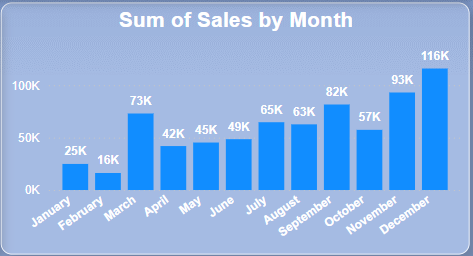 Sum of Sales by Month
116K
93K
100K
82K
73K
65K
63K
57K
49K
50K
45K
42K
25K
16K
0K
January
February
March
April
May
June
July
August
September
October
November
December